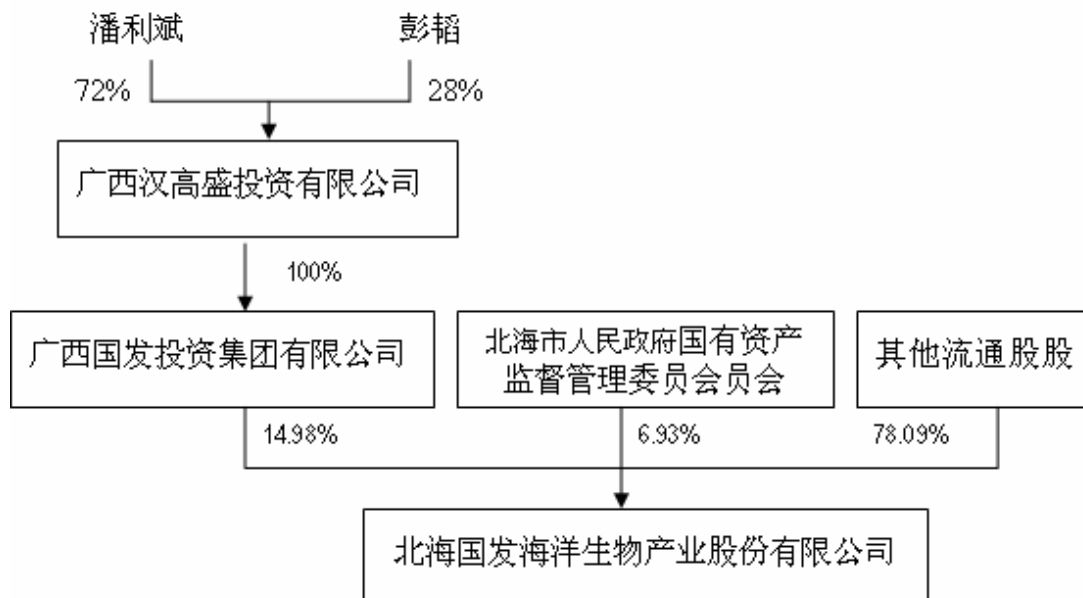 潘利斌
彭韬
72%
28%
广西汉高盛投资有限公司
100%
广西国发投资集团有限公司
北海市人民政府国有资产
监督管理委员会员会
其他流通股股
14.98%
6.93%
78.09%
北海国发海洋生物产业股份有限公司